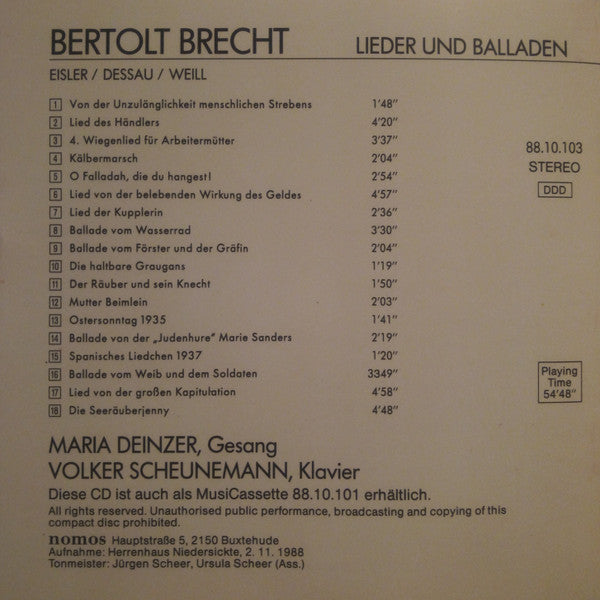 BERTOLT BRECHT LIEDER UND BALLADEN
EISLER / DESSAU / WEILL
1 Von der Unzulänglichkeit menschlichen Strebens 1'48"
2 Lied des Händlers 4'20"
3 4. Wiegenlied für Arbeitermütter 3'37"
4 Kälbermarsch 2'04"
5 O Falladah, die du hangest! 2'54"
6 Lied von der belebenden Wirkung des Geldes 4'57"
7 Lied der Kupplerin 2'36"
8 Ballade vom Wasserrad 3'30"
9 Ballade vom Förster und der Gräfin 2'04"
10 Die haltbare Graugans 1'19"
11 Der Räuber und sein Knecht 1'50"
12 Mutter Beimlein 2'03"
13 Ostersonntag 1935 1'41"
14 Ballade von der „Judenhure" Marie Sanders 2'19"
15 Spanisches Liedchen 1937 1'20"
16 Ballade vom Weib und dem Soldaten 3349"
17 Lied von der großen Kapitulation 4'58"
18 Die Seeräuberjenny 4'48"
88.10.103
STEREO
DDD
Playing
Time
54'48"
MARIA DEINZER, Gesang
VOLKER SCHEUNEMANN, Klavier
Diese CD ist auch als MusiCassette 88.10.101 erhältlich.
All rights reserved. Unauthorised public performance, broadcasting and copying of this
compact disc prohibited.
nomos Hauptstraße 5, 2150 Buxtehude
Aufnahme: Herrenhaus Niedersickte, 2. 11. 1988
Tonmeister: Jürgen Scheer, Ursula Scheer (Ass.)